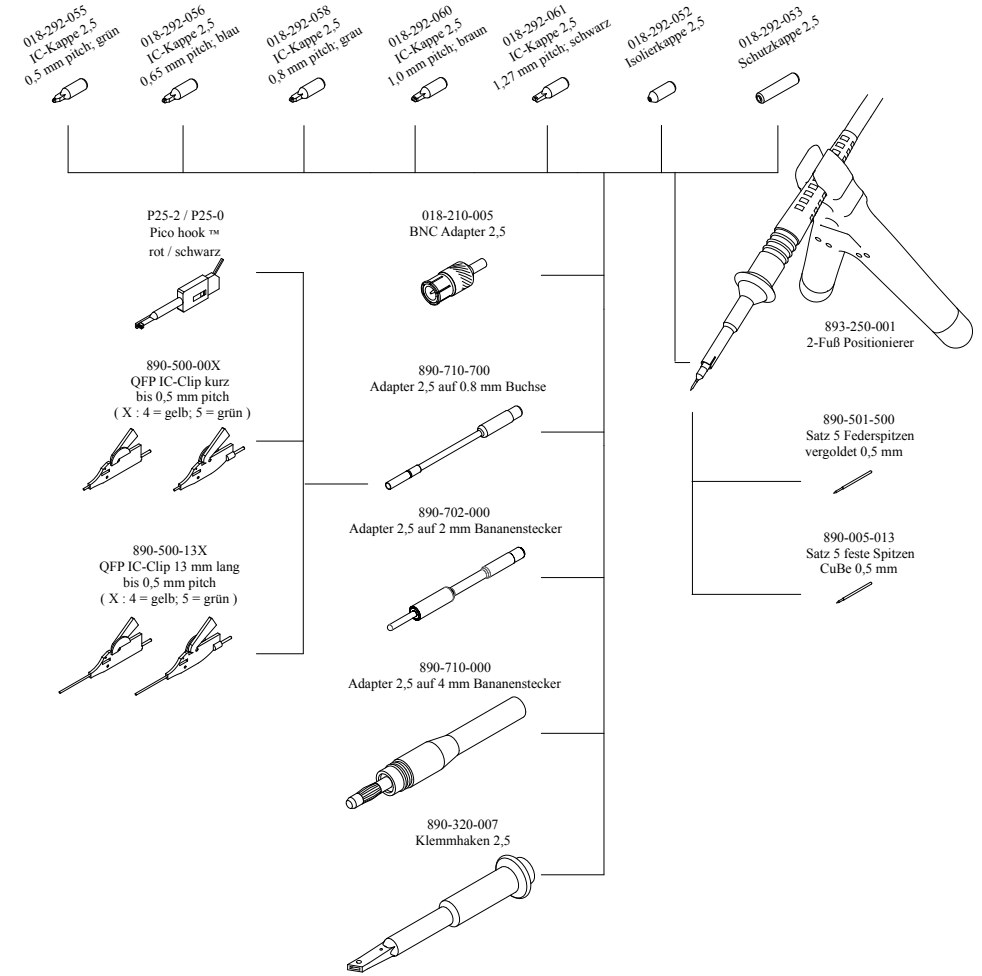 018-292-055
IC-Kappe 2,5
0,5 mm pitch; grün
018-292-056
IC-Kappe 2,5
0,65 mm pitch; blau
018-292-058
IC-Kappe 2,5
0,8 mm pitch; grau
018-292-060
IC-Kappe 2,5
1,0 mm pitch; braun
018-292-061
IC-Kappe 2,5
1,27 mm pitch; schwarz
018-292-052
Isolierkappe 2,5
018-292-053
Schutzkappe 2,5
P25-2 / P25-0
Pico hook ™
rot / schwarz
018-210-005
BNC Adapter 2,5
893-250-001
2-Fuß Positionierer
890-500-00X
QFP IC-Clip kurz
bis 0,5 mm pitch
( X : 4 = gelb; 5 = grün )
890-710-700
Adapter 2,5 auf 0.8 mm Buchse
890-501-500
Satz 5 Federspitzen
vergoldet 0,5 mm
890-702-000
Adapter 2,5 auf 2 mm Bananenstecker
890-005-013
Satz 5 feste Spitzen
CuBe 0,5 mm
890-500-13X
QFP IC-Clip 13 mm lang
bis 0,5 mm pitch
( X : 4 = gelb; 5 = grün )
890-710-000
Adapter 2,5 auf 4 mm Bananenstecker
890-320-007
Klemmhaken 2,5